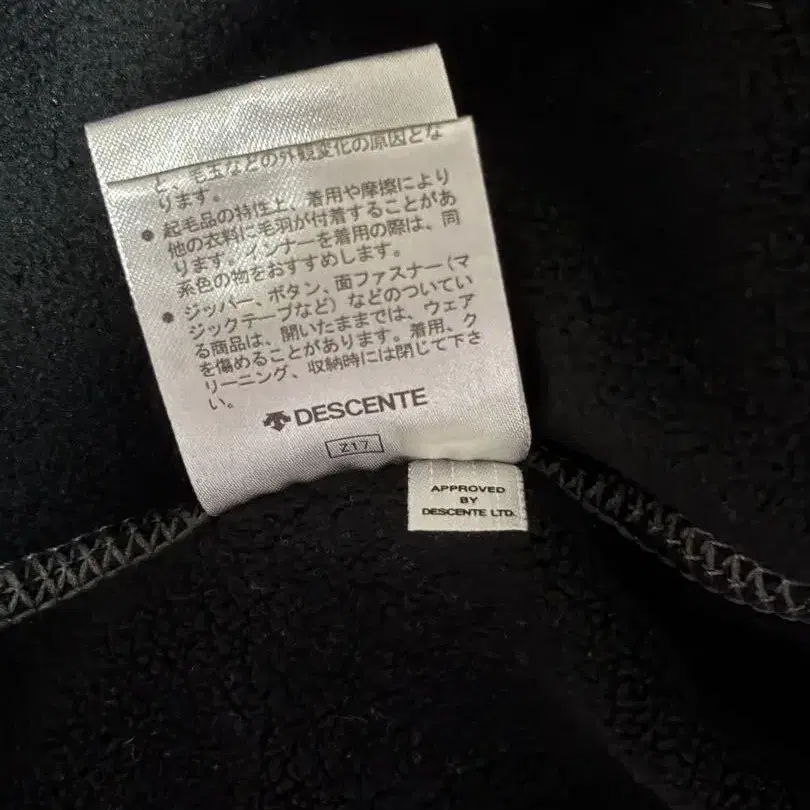 と、毛玉などの外観変化の原因とな
ります。
● 起毛品の特性上、着用や摩擦により
他の衣料に毛羽が付着することがあ
ります。インナーを着用の際は、同
系色の物をおすすめします。
● ジッパー、ボタン、面ファスナー(マ
ジックテープなど)などのついてい
る商品は、開いたままでは、ウェア
を傷めることがあります。着用、ク
リーニング、収納時には閉じて下さ
い。
DESCENTE
Z17
APPROVED
BY
DESCENTE LTD.